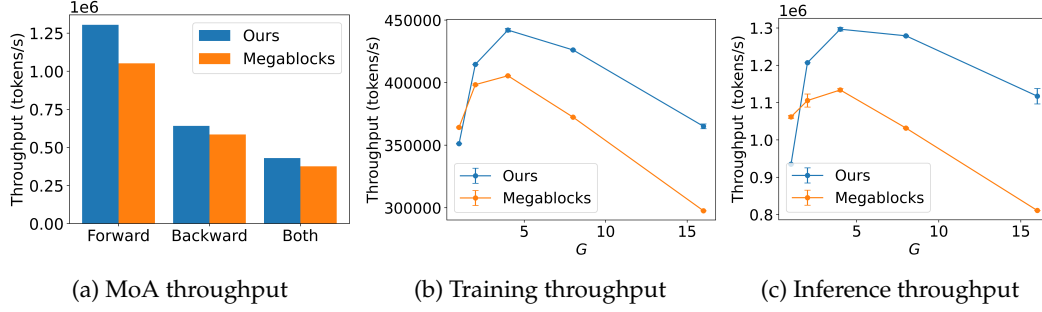 1e6
1.25
1.00
0.75
0.50
0.25
0.00
Throughput (tokens/s)
Ours
Megablocks
Forward Backward Both
(a) MoA throughput
450000
400000
350000
300000
Throughput (tokens/s)
Ours
Megablocks
5 10 15
G
(b) Training throughput
1e6
1.3
1.2
1.1
1.0
0.9
0.8
Throughput (tokens/s)
Ours
Megablocks
5 10 15
G
(c) Inference throughput